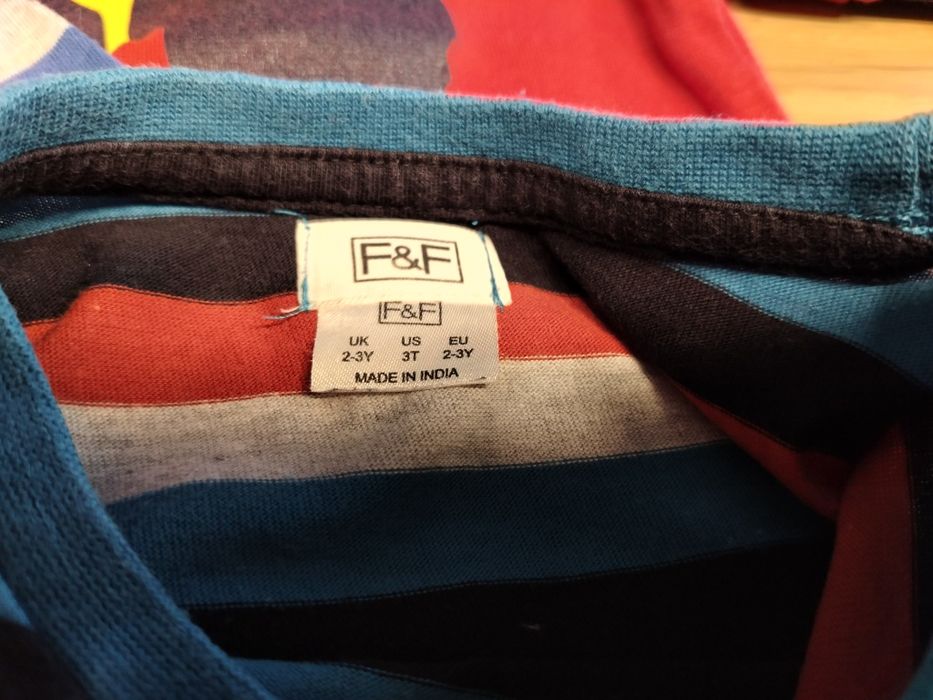 F&F
F&F
UK US EU
2-3Y 3T 2-3Y
MADE IN INDIA